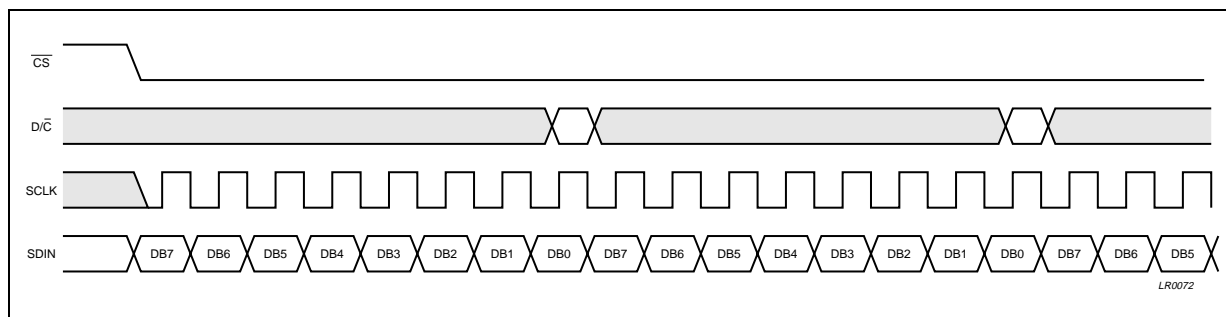 C̅S̅
D/C̅
SCLK
SDIN DB7 DB6 DB5 DB4 DB3 DB2 DB1 DB0 DB7 DB6 DB5 DB4 DB3 DB2 DB1 DB0 DB7 DB6 DB5
LR0072